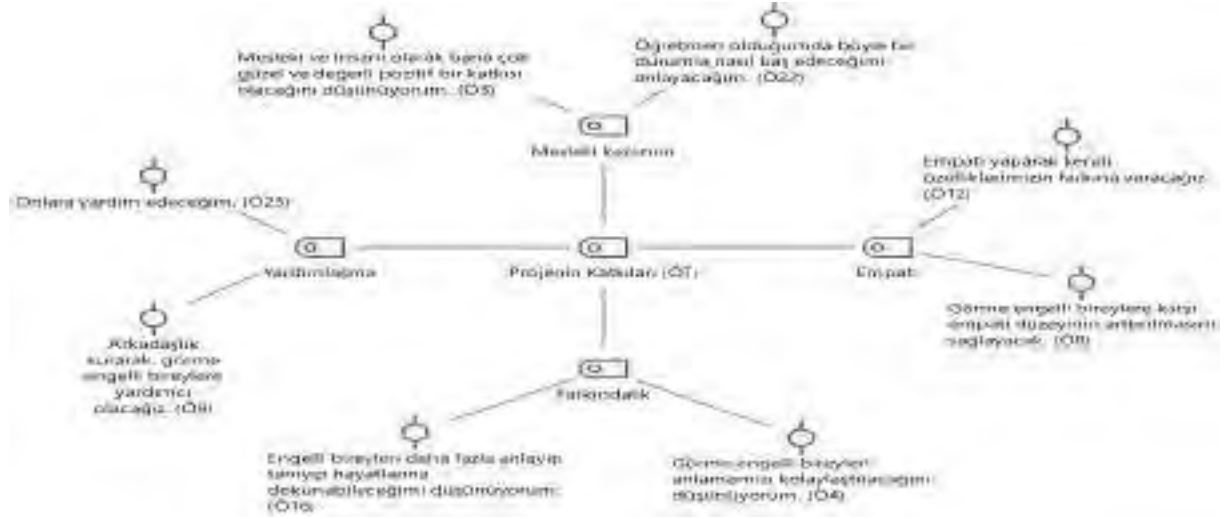 Mesleki ve insani olarak bana çok
güzel ve değerli pozitif bir katkısı
olacağını düşünüyorum. (Ö3)
Öğretmen olduğumda böyle bir
durumla nasıl baş edeceğimi
anlayacağım. (Ö22)
Mesleki kazanım
Empati yaparak kendi
özelliklerimizin farkına varacağız.
(Ö12)
Onlara yardım edeceğim. (Ö25)
Yardımlaşma
Projenin Katkıları (ÖT)
Empati
Görme engelli bireylere karşı
empati düzeyinin artırılmasını
sağlayacak. (Ö8)
Arkadaşlık
kurarak, görme
engelli bireylere
yardımcı
olacağız. (Ö9)
Farkındalık
Engelli bireyleri daha fazla anlayıp
tanıyıp hayatlarına
dokunabileceğimi düşünüyorum.
(Ö16)
Görme engelli bireyleri
anlamamızı kolaylaştıracağını
düşünüyorum. (Ö4)